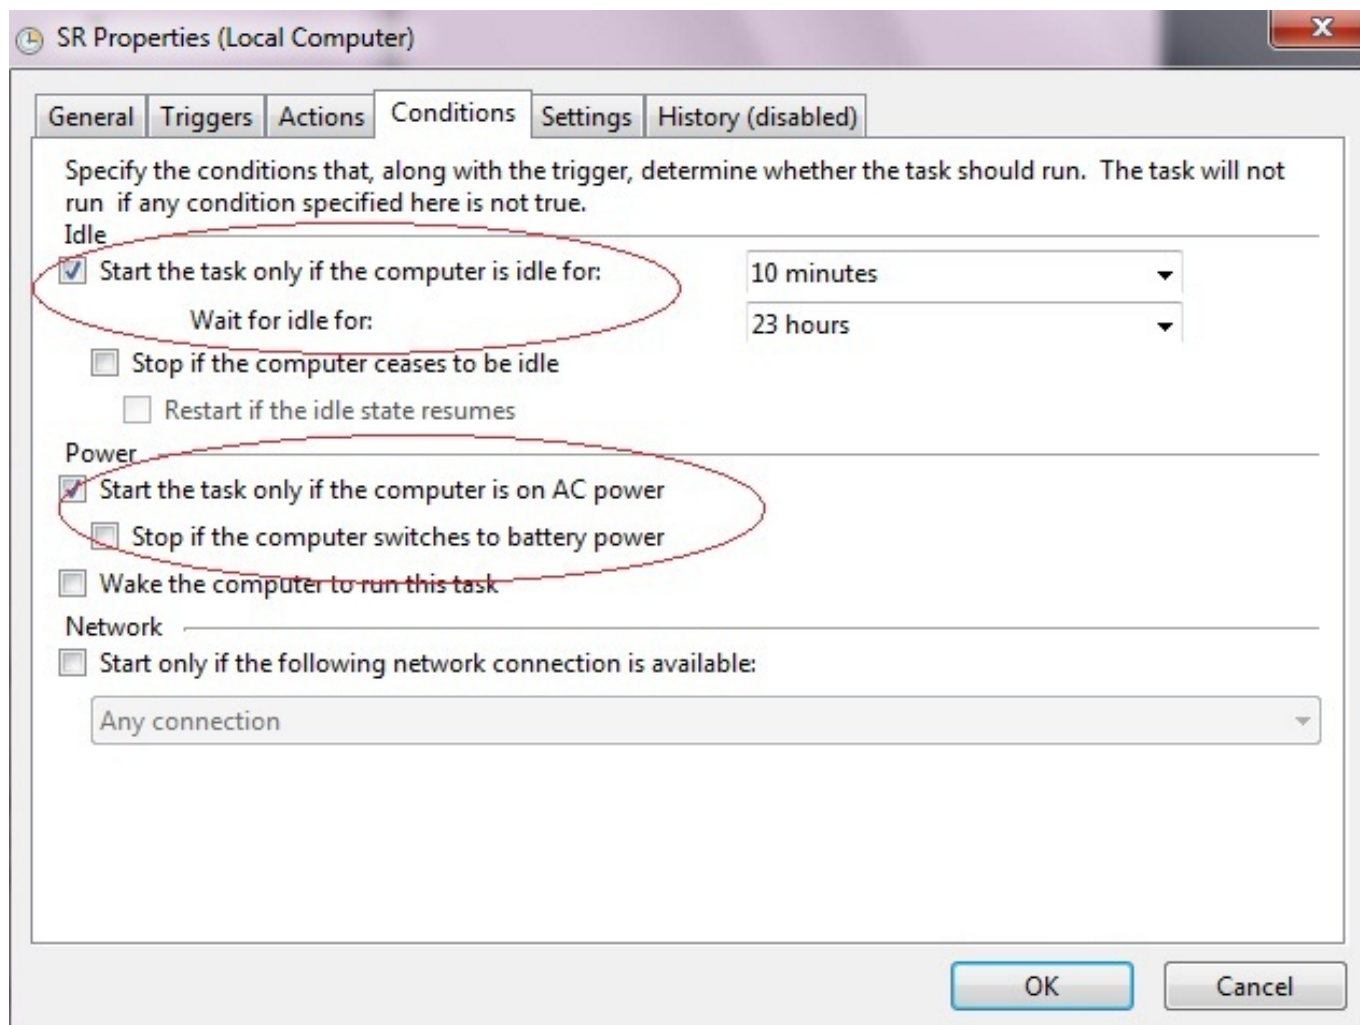 SR Properties (Local Computer)
X
General Triggers Actions Conditions Settings History (disabled)
Specify the conditions that, along with the trigger, determine whether the task should run. The task will not
run if any condition specified here is not true.
Idle
Start the task only if the computer is idle for: 10 minutes
Wait for idle for: 23 hours
Stop if the computer ceases to be idle
Restart if the idle state resumes
Power
Start the task only if the computer is on AC power
Stop if the computer switches to battery power
Wake the computer to run this task
Network
Start only if the following network connection is available:
Any connection
OK Cancel